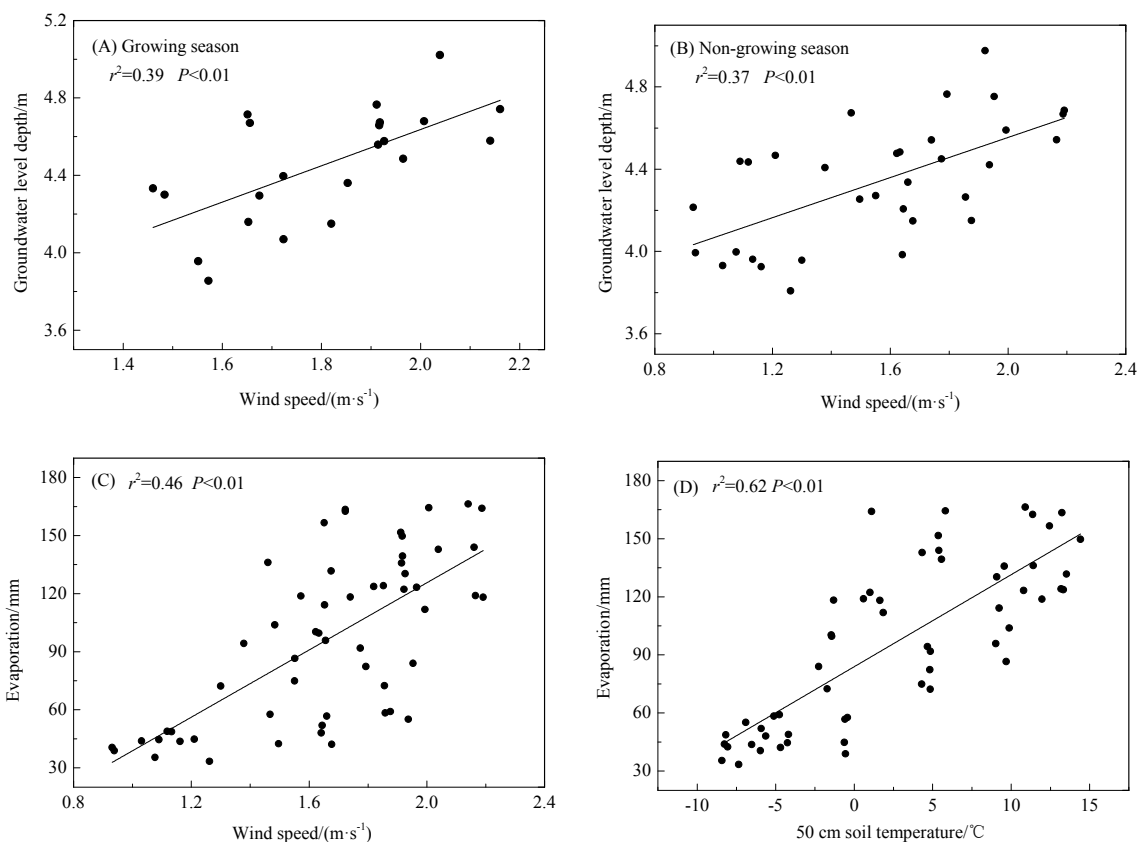 5.2
4.8
4.4
4.0
3.6
Groundwater level depth/m
(A) Growing season
r²=0.39 P<0.01
1.4 1.6 1.8 2.0 2.2
Wind speed/(m·s⁻¹)
4.8
4.4
4.0
3.6
Groundwater level depth/m
(B) Non-growing season
r²=0.37 P<0.01
0.8 1.2 1.6 2.0 2.4
Wind speed/(m·s⁻¹)
180
150
120
90
60
30
Evaporation/mm
(C) r²=0.46 P<0.01
0.8 1.2 1.6 2.0 2.4
Wind speed/(m·s⁻¹)
180
150
120
90
60
30
Evaporation/mm
(D) r²=0.62 P<0.01
-10 -5 0 5 10 15
50 cm soil temperature/℃